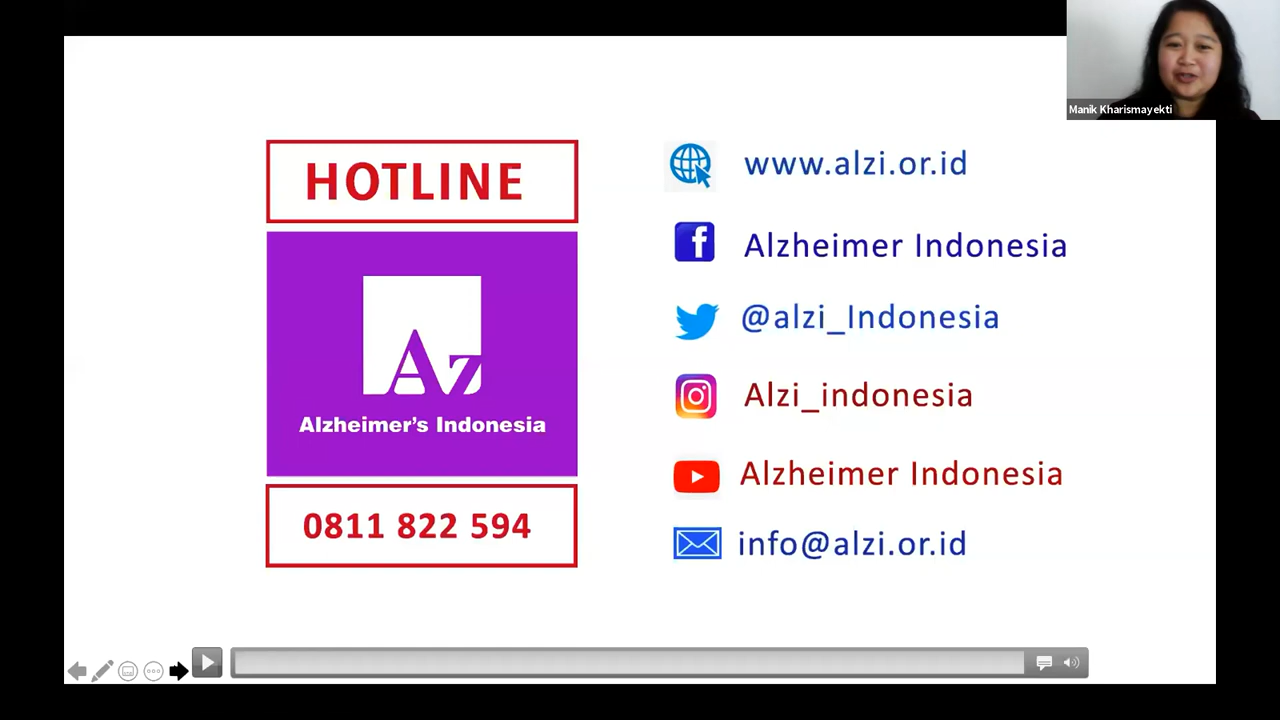 Manik Kharismayekti
HOTLINE
Az
Alzheimer's Indonesia
0811 822 594
www.alzi.or.id
Alzheimer Indonesia
@alzi_Indonesia
Alzi_indonesia
Alzheimer Indonesia
info@alzi.or.id